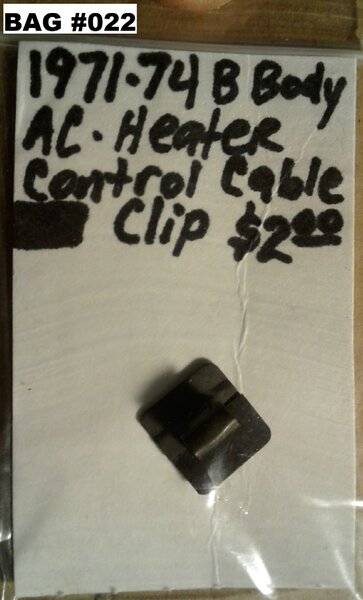 BAG #022
1971-74 B Body
AC. Heater
Control Cable
Clip $2.00